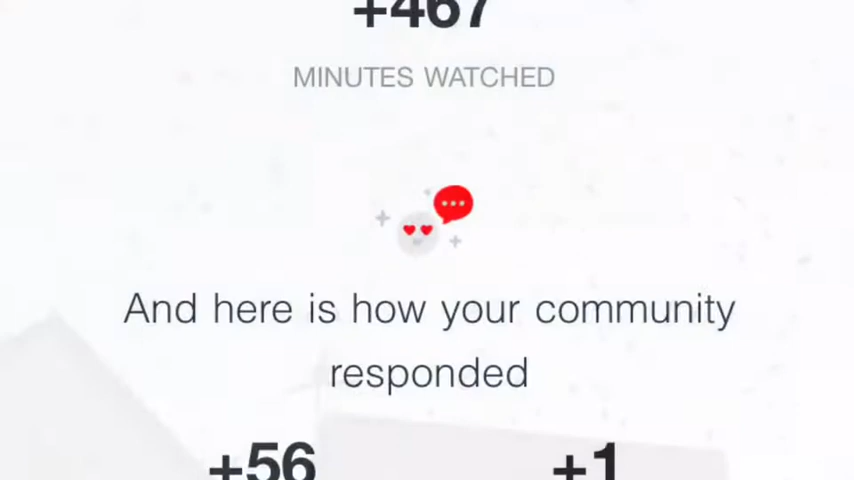 +467
MINUTES WATCHED
And here is how your community
responded
+56 +1